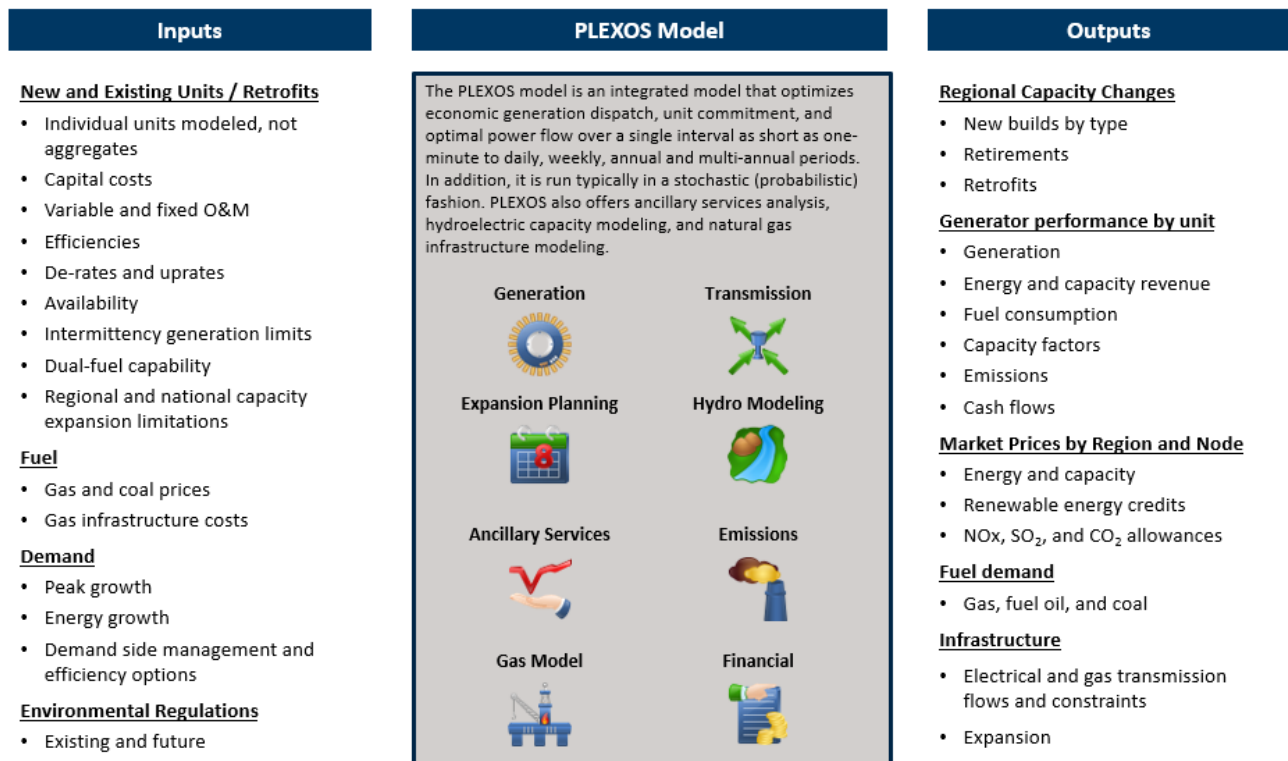 Inputs
New and Existing Units / Retrofits
• Individual units modeled, not
aggregates
• Capital costs
• Variable and fixed O&M
• Efficiencies
• De-rates and uprates
• Availability
• Intermittency generation limits
• Dual-fuel capability
• Regional and national capacity
expansion limitations
Fuel
• Gas and coal prices
• Gas infrastructure costs
Demand
• Peak growth
• Energy growth
• Demand side management and
efficiency options
Environmental Regulations
• Existing and future
PLEXOS Model
The PLEXOS model is an integrated model that optimizes
economic generation dispatch, unit commitment, and
optimal power flow over a single interval as short as one-
minute to daily, weekly, annual and multi-annual periods.
In addition, it is run typically in a stochastic (probabilistic)
fashion. PLEXOS also offers ancillary services analysis,
hydroelectric capacity modeling, and natural gas
infrastructure modeling.
Generation
Transmission
Expansion Planning
Hydro Modeling
8
Ancillary Services
Emissions
Gas Model
Financial
Outputs
Regional Capacity Changes
• New builds by type
• Retirements
• Retrofits
Generator performance by unit
• Generation
• Energy and capacity revenue
• Fuel consumption
• Capacity factors
• Emissions
• Cash flows
Market Prices by Region and Node
• Energy and capacity
• Renewable energy credits
• NOx, SO₂, and CO₂ allowances
Fuel demand
• Gas, fuel oil, and coal
Infrastructure
• Electrical and gas transmission
flows and constraints
• Expansion